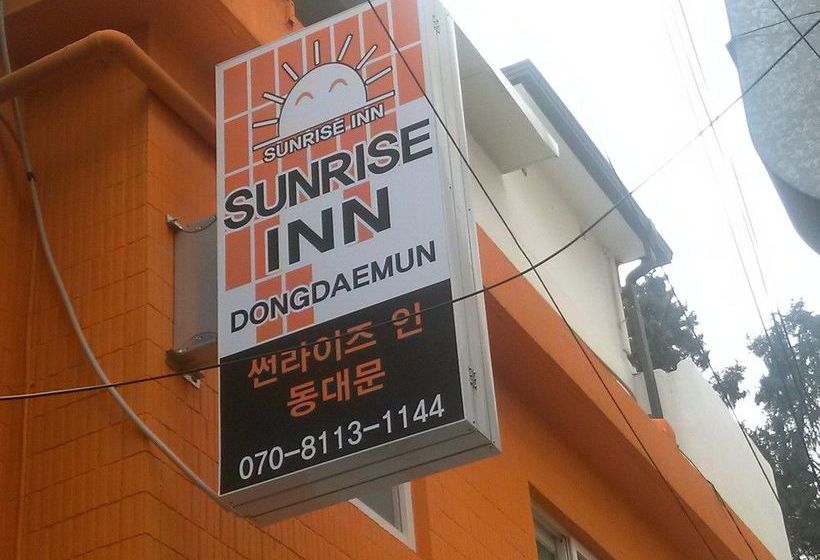 SUNRISE INN
SUNRISE
INN
DONGDAEMUN
썬라이즈 인
동대문
070-8113-1144